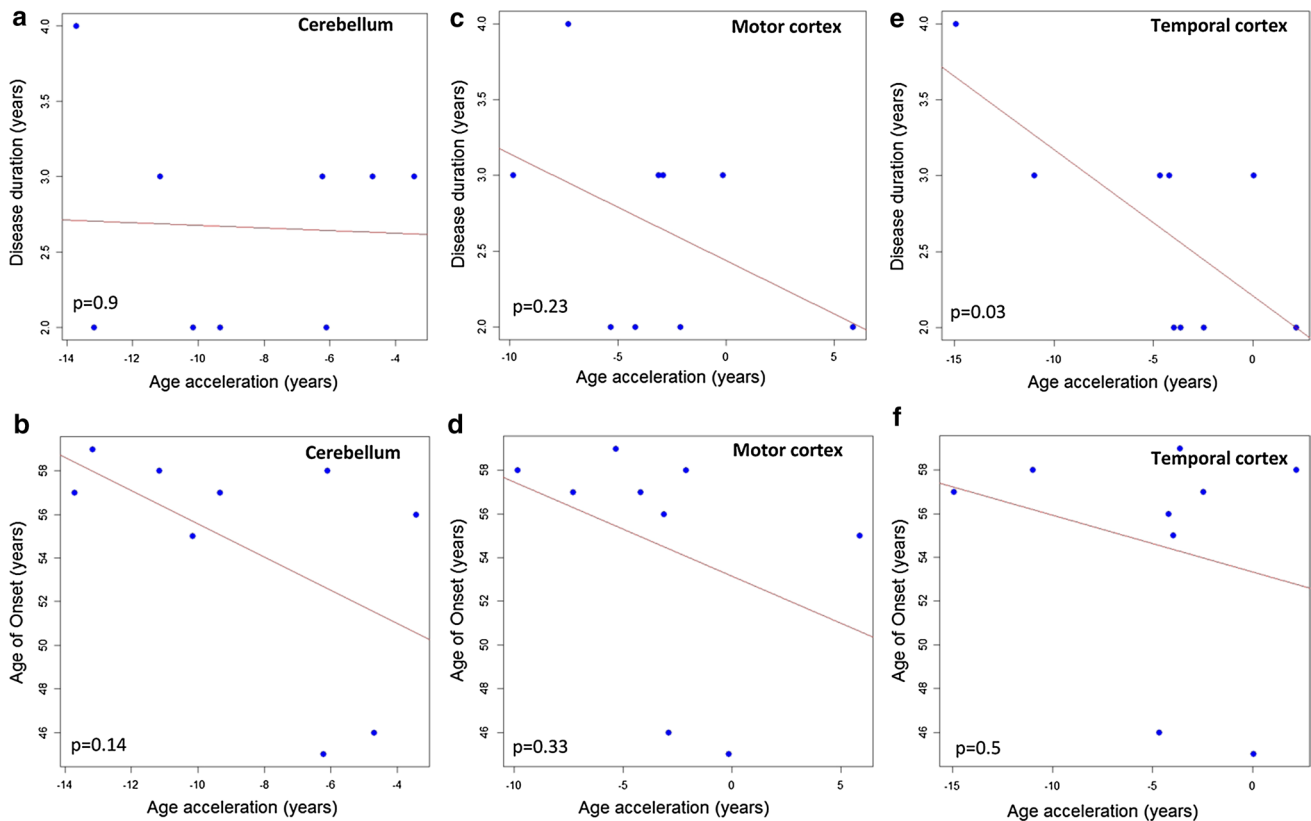 a
Cerebellum
Disease duration (years)
4.0
3.5
3.0
2.5
2.0
p=0.9
-14 -12 -10 -8 -6 -4
Age acceleration (years)
c
Motor cortex
Disease duration (years)
4.0
3.5
3.0
2.5
2.0
p=0.23
-10 -5 0 5
Age acceleration (years)
e
Temporal cortex
Disease duration (years)
4.0
3.5
3.0
2.5
2.0
p=0.03
-15 -10 -5 0
Age acceleration (years)
b
Cerebellum
Age of Onset (years)
58
56
54
52
50
48
46
p=0.14
-14 -12 -10 -8 -6 -4
Age acceleration (years)
d
Motor cortex
Age of Onset (years)
58
56
54
52
50
48
46
p=0.33
-10 -5 0 5
Age acceleration (years)
f
Temporal cortex
Age of Onset (years)
58
56
54
52
50
48
46
p=0.5
-15 -10 -5 0
Age acceleration (years)